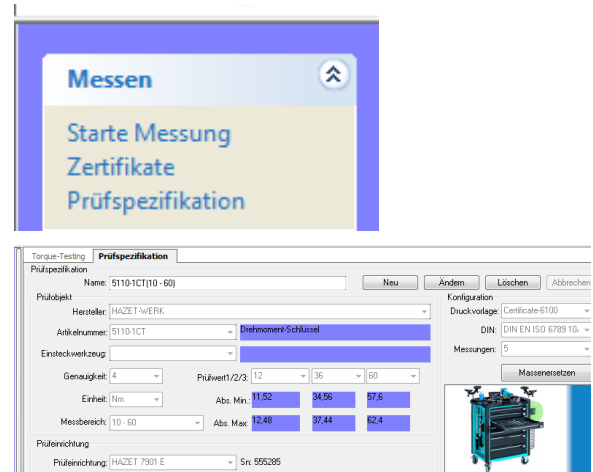 Messen
Starte Messung
Zertifikate
Prüfspezifikation
Torque-Testing Prüfspezifikation
Prüfspezifikation
Name: 5110-1CT(10 - 60) Neu Ändern Löschen Abbrechen
Prüfobjekt Konfiguration
Hersteller: HAZET-WERK Druckvorlage: Certificate-6100
Artikelnummer: 5110-1CT Drehmoment-Schlüssel DIN: DIN EN ISO 6789 10.
Einsteckwerkzeug: Messungen: 5
Genauigkeit: 4 Prüfwert1/2/3: 12 36 60 Massenersetzen
Einheit: Nm Abs. Min.: 11,52 34,56 57,6
Messbereich: 10 - 60 Abs. Max: 12,48 37,44 62,4
Prüfeinrichtung
Prüfeinrichtung: HAZET 7901 E Sn: 555285